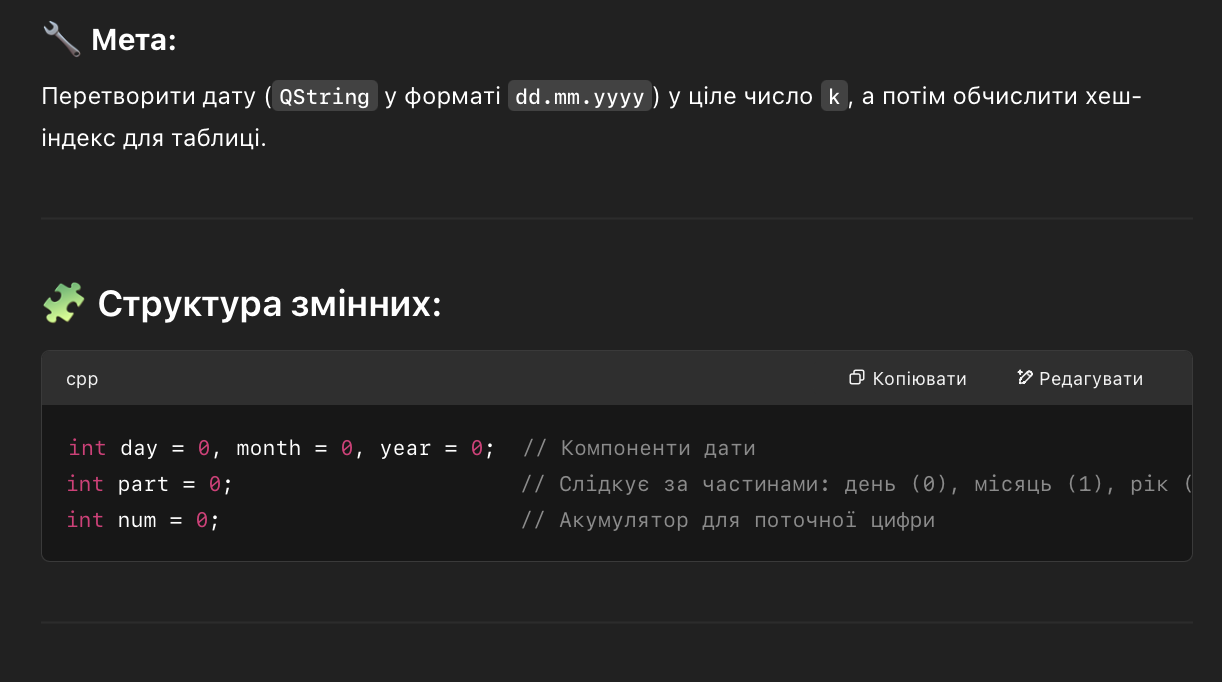 🔧 Мета:
Перетворити дату (QString у форматі dd.mm.yyyy) у ціле число k, а потім обчислити хеш-
індекс для таблиці.
🧩 Структура змінних:
cpp Копіювати Редагувати
int day = 0, month = 0, year = 0;  // Компоненти дати
int part = 0;                      // Слідкує за частинами: день (0), місяць (1), рік (
int num = 0;                       // Акумулятор для поточної цифри